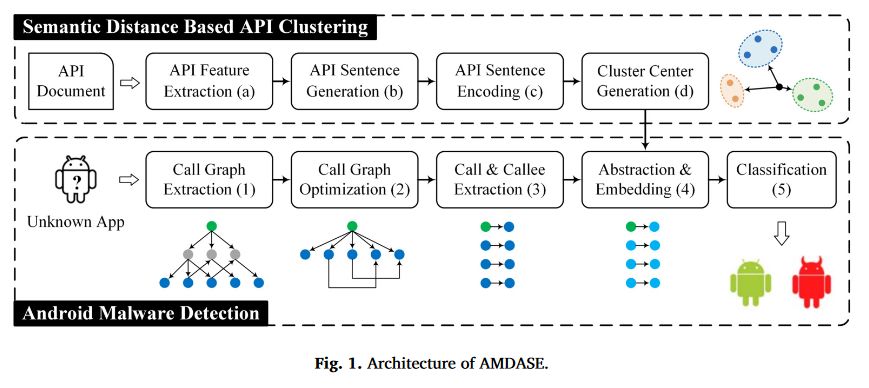 Semantic Distance Based API Clustering
API
Document
API Feature
Extraction (a)
API Sentence
Generation (b)
API Sentence
Encoding (c)
Cluster Center
Generation (d)
?
Unknown App
Call Graph
Extraction (1)
Call Graph
Optimization (2)
Call & Callee
Extraction (3)
Abstraction &
Embedding (4)
Classification
(5)
Android Malware Detection
Fig. 1. Architecture of AMDASE.